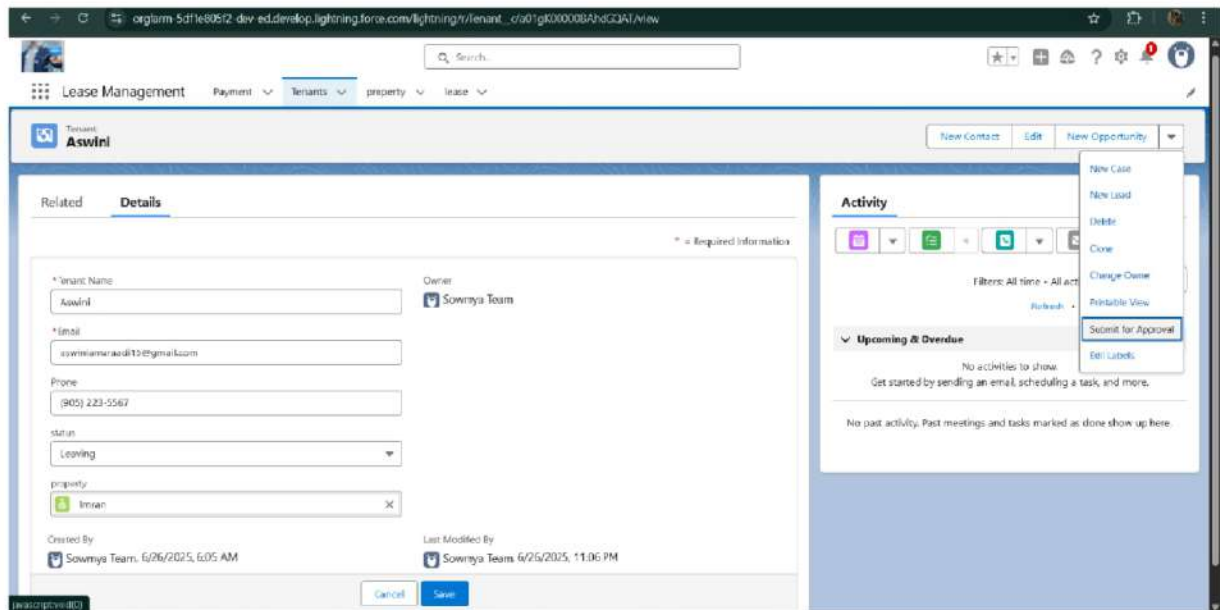 orgfarm-5df1e805f2-dev-ed.develop.lightning.force.com/lightning/r/Tenant__c/a01gK00000BAhdGQAT/view
Search...
Lease Management
Payment
Tenants
property
lease
Tenant
Aswini
New Contact
Edit
New Opportunity
New Case
New Lead
Delete
Clone
Change Owner
Printable View
Submit for Approval
Edit Labels
Related
Details
* = Required Information
*Tenant Name
Aswini
Owner
Sowmya Team
*Email
Phone
(905) 223-5567
status
Leaving
property
Imran
Created By
Sowmya Team, 6/26/2025, 6:05 AM
Last Modified By
Sowmya Team, 6/26/2025, 11:06 PM
Cancel
Save
Activity
Filters: All time • All act
Refresh •
Upcoming & Overdue
No activities to show.
Get started by sending an email, scheduling a task, and more.
No past activity. Past meetings and tasks marked as done show up here.
javascript:void(0)